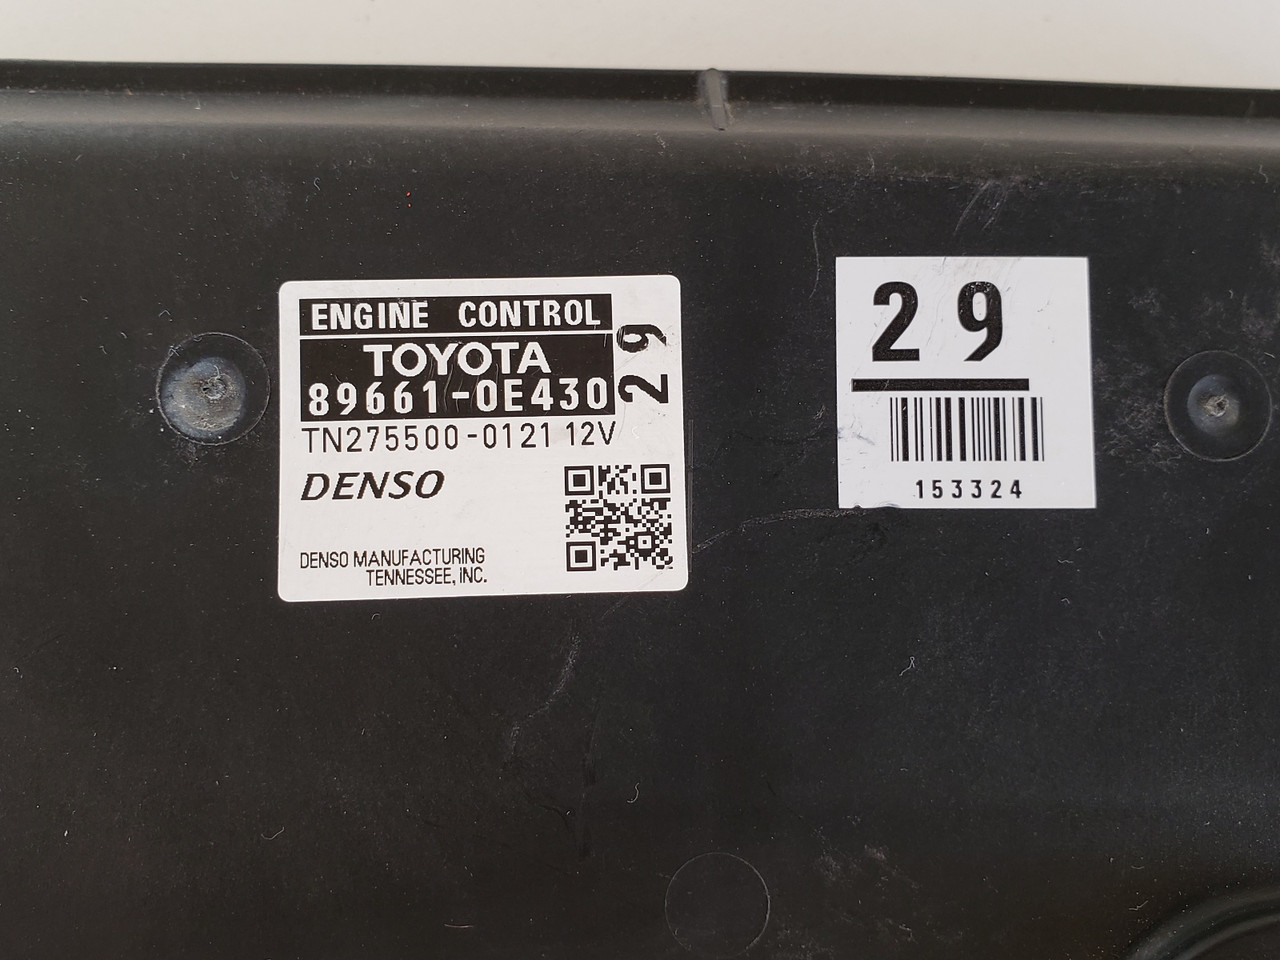 ENGINE CONTROL
TOYOTA
89661-0E430
29
TN275500-0121 12V
DENSO
DENSO MANUFACTURING
TENNESSEE, INC.
29
153324